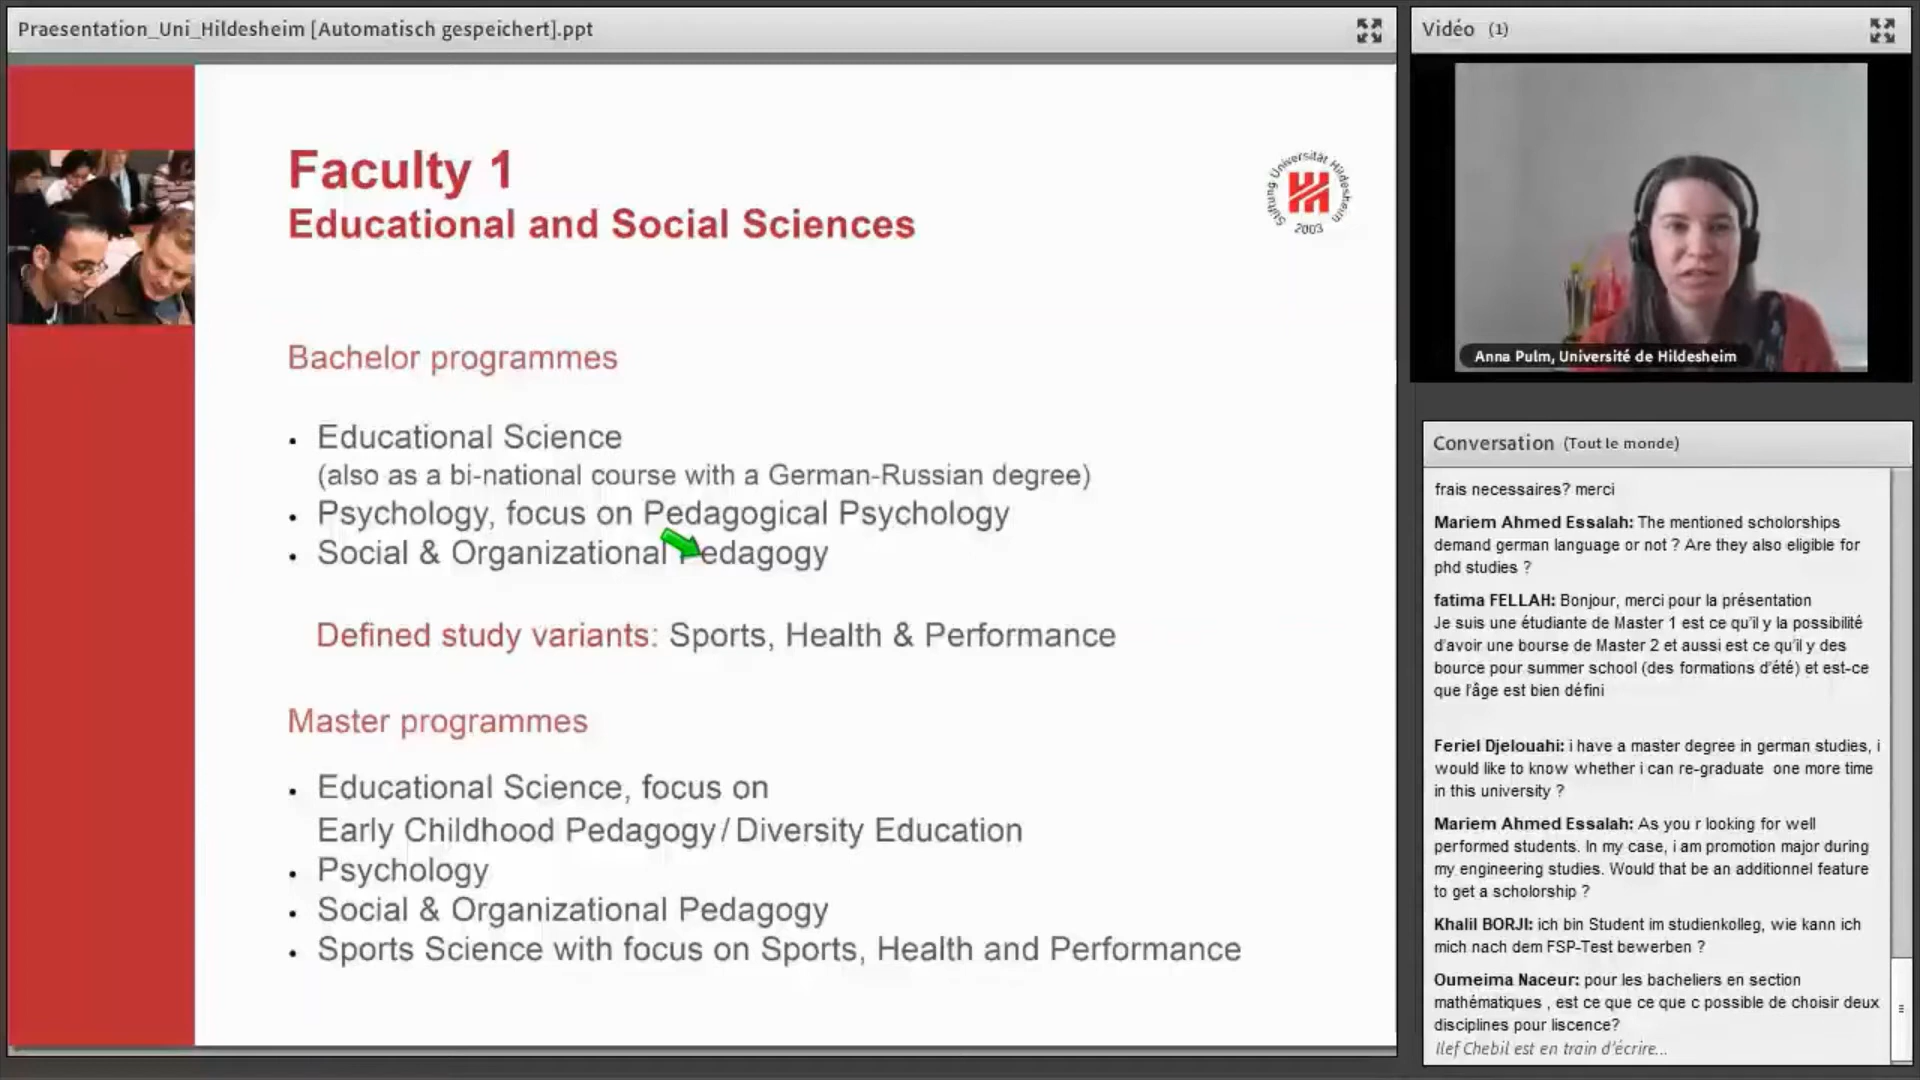 Praesentation_Uni_Hildesheim [Automatisch gespeichert].ppt
Faculty 1
Educational and Social Sciences
Stiftung Universität Hildesheim
2003
Bachelor programmes
• Educational Science
(also as a bi-national course with a German-Russian degree)
• Psychology, focus on Pedagogical Psychology
• Social & Organizational Pedagogy
Defined study variants: Sports, Health & Performance
Master programmes
• Educational Science, focus on
Early Childhood Pedagogy/Diversity Education
• Psychology
• Social & Organizational Pedagogy
• Sports Science with focus on Sports, Health and Performance
Vidéo (1)
Anna Pulm, Université de Hildesheim
Conversation (Tout le monde)
frais necessaires? merci
Mariem Ahmed Essalah: The mentioned scholorships
demand german language or not ? Are they also eligible for
phd studies ?
fatima FELLAH: Bonjour, merci pour la présentation
Je suis une étudiante de Master 1 est ce qu'il y la possibilité
d'avoir une bourse de Master 2 et aussi est ce qu'il y des
bource pour summer school (des formations d'été) et est-ce
que l'âge est bien défini
Feriel Djelouahi: i have a master degree in german studies, i
would like to know whether i can re-graduate one more time
in this university ?
Mariem Ahmed Essalah: As you r looking for well
performed students. In my case, i am promotion major during
my engineering studies. Would that be an additionnel feature
to get a scholorship ?
Khalil BORJI: ich bin Student im studienkolleg, wie kann ich
mich nach dem FSP-Test bewerben ?
Oumeima Naceur: pour les bacheliers en section
mathématiques , est ce que ce que c possible de choisir deux
disciplines pour liscence?
Ilef Chebil est en train d'écrire...